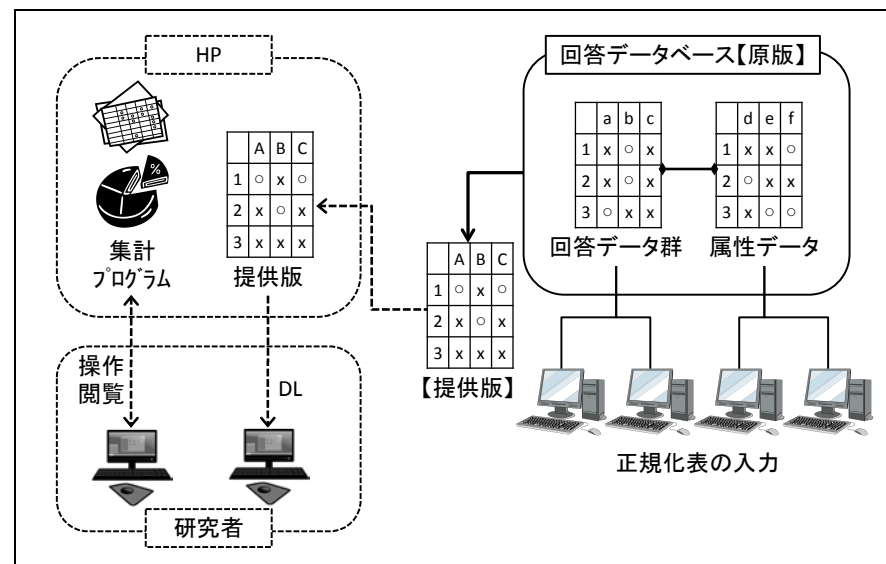 HP
回答データベース【原版】
a b c
1 x ○ x
2 x ○ x
3 ○ x x
回答データ群
d e f
1 x x ○
2 ○ x x
3 x ○ ○
属性データ
%
集計
プログラム
A B C
1 ○ x ○
2 x ○ x
3 x x x
提供版
A B C
1 ○ x ○
2 x ○ x
3 x x x
【提供版】
操作
閲覧
DL
正規化表の入力
研究者